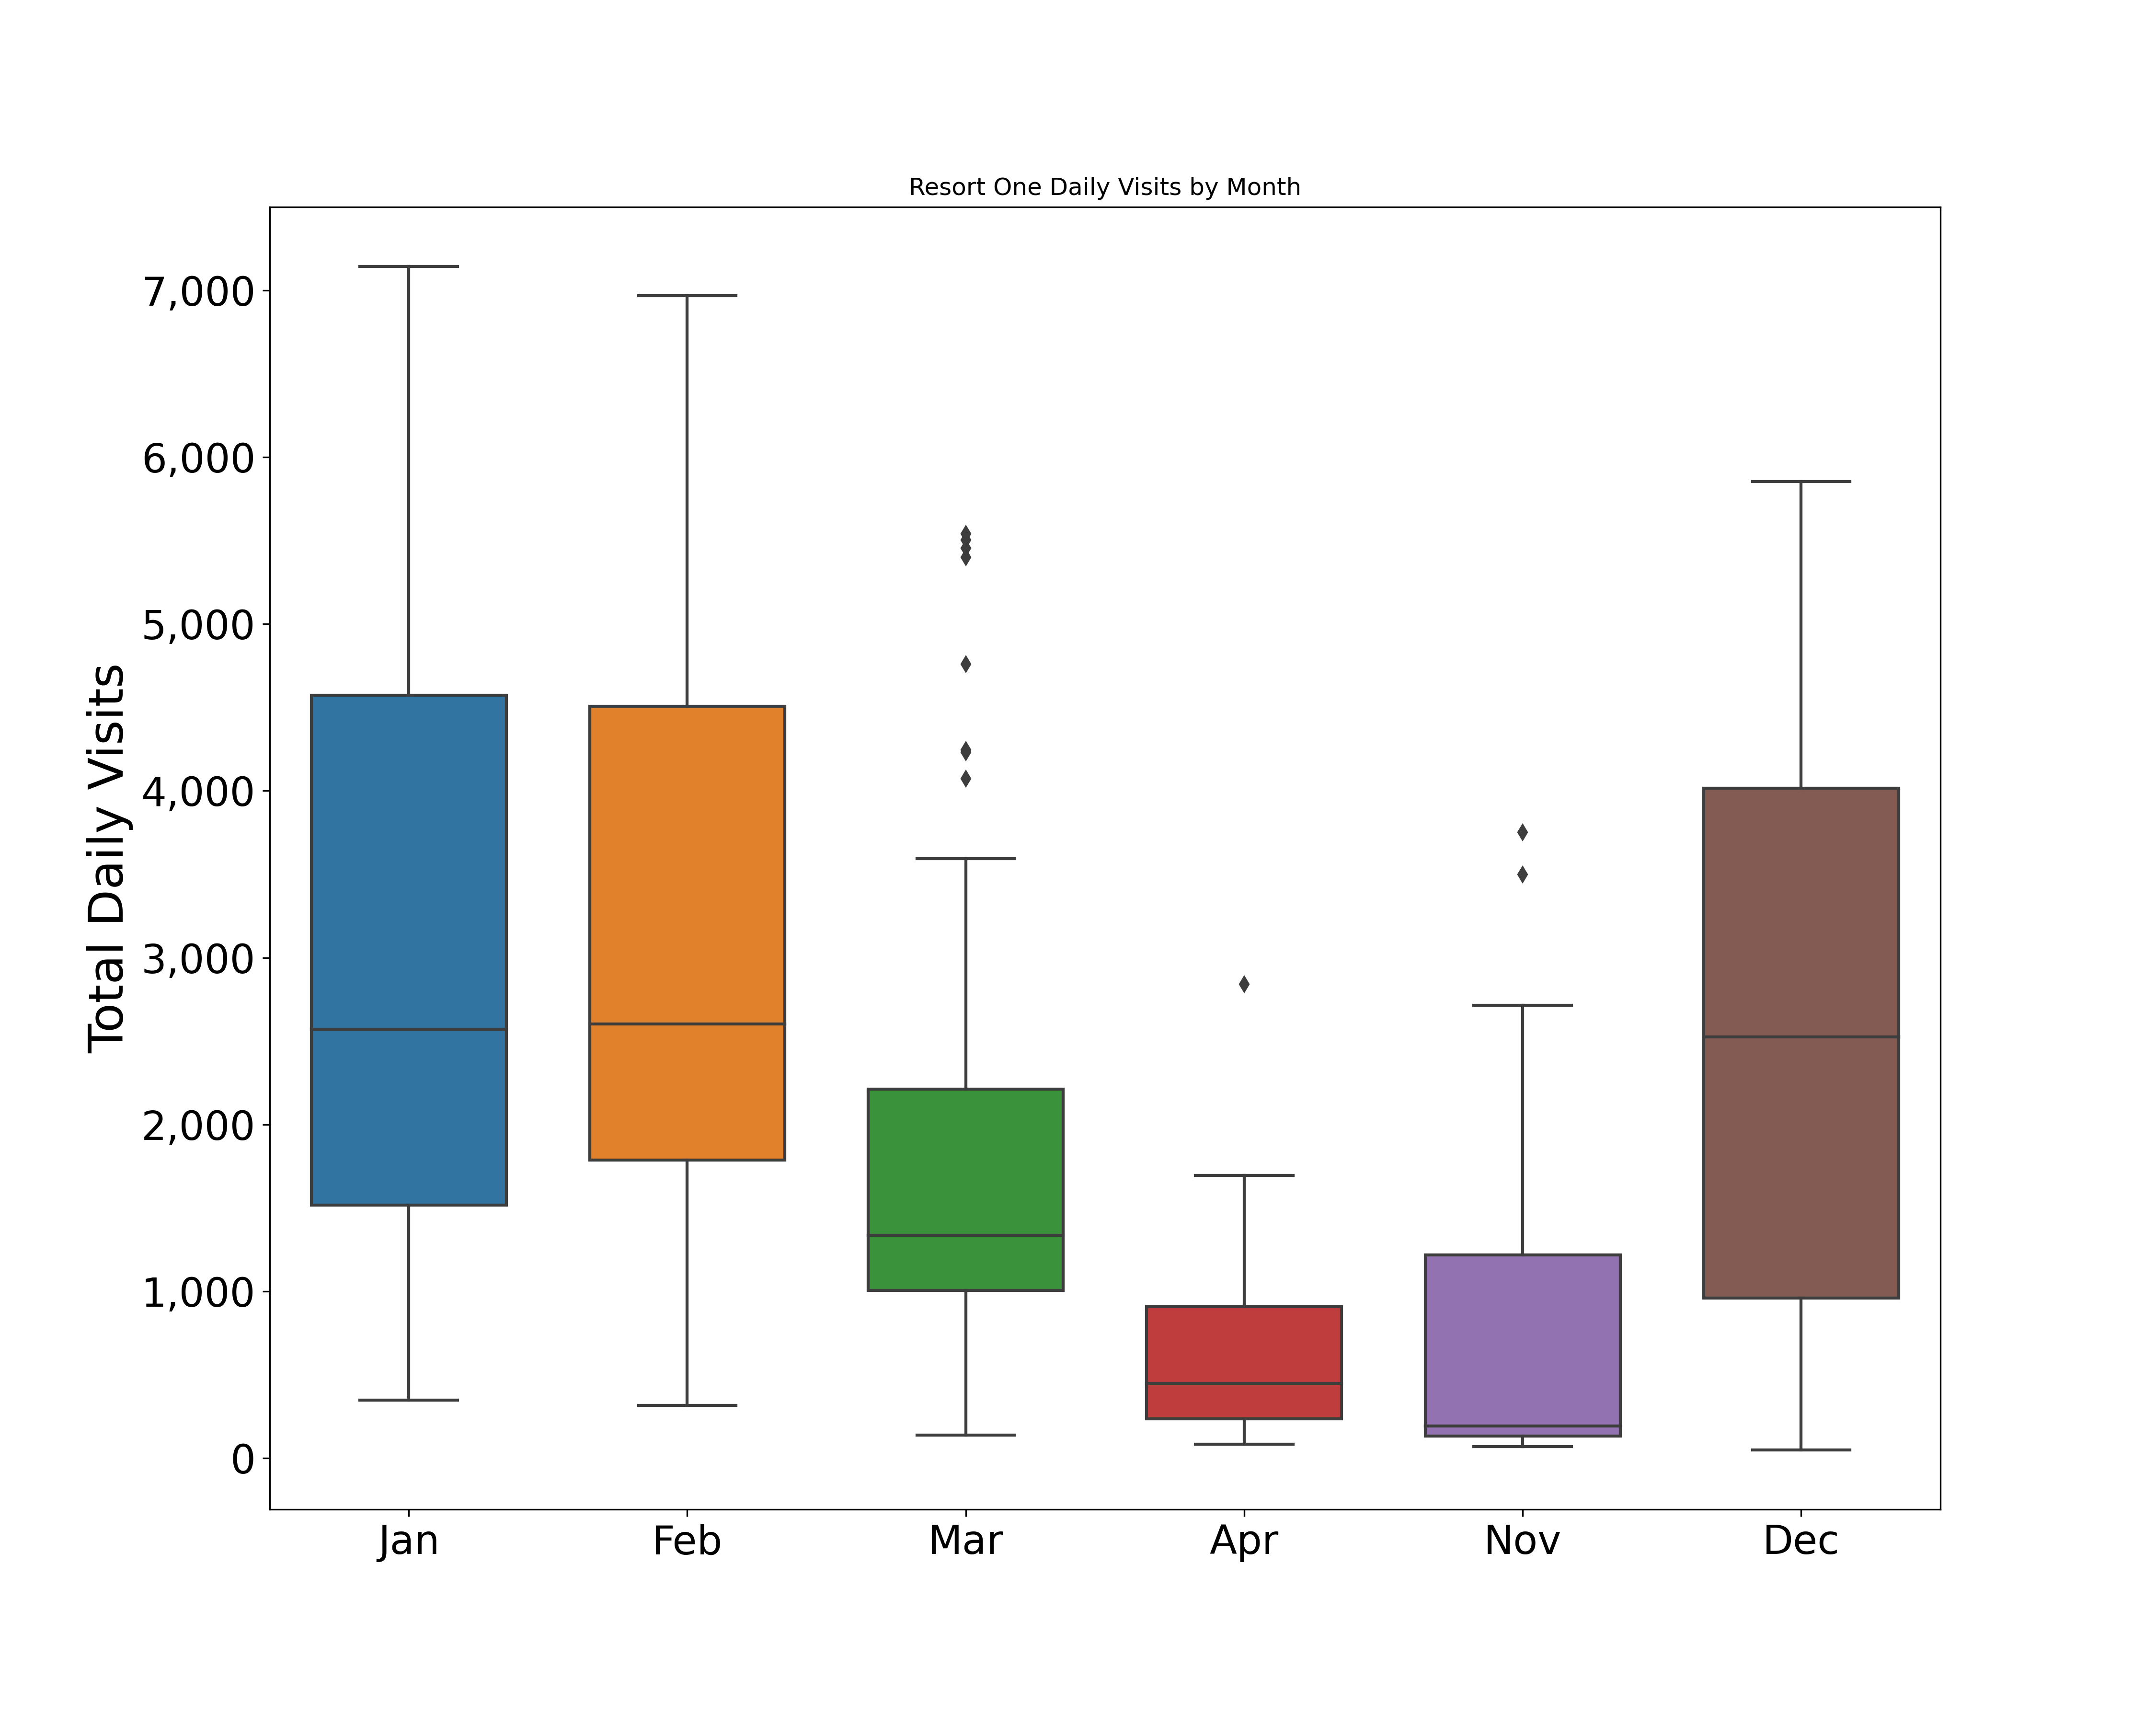 Resort One Daily Visits by Month
Total Daily Visits
7,000
6,000
5,000
4,000
3,000
2,000
1,000
0
Jan Feb Mar Apr Nov Dec